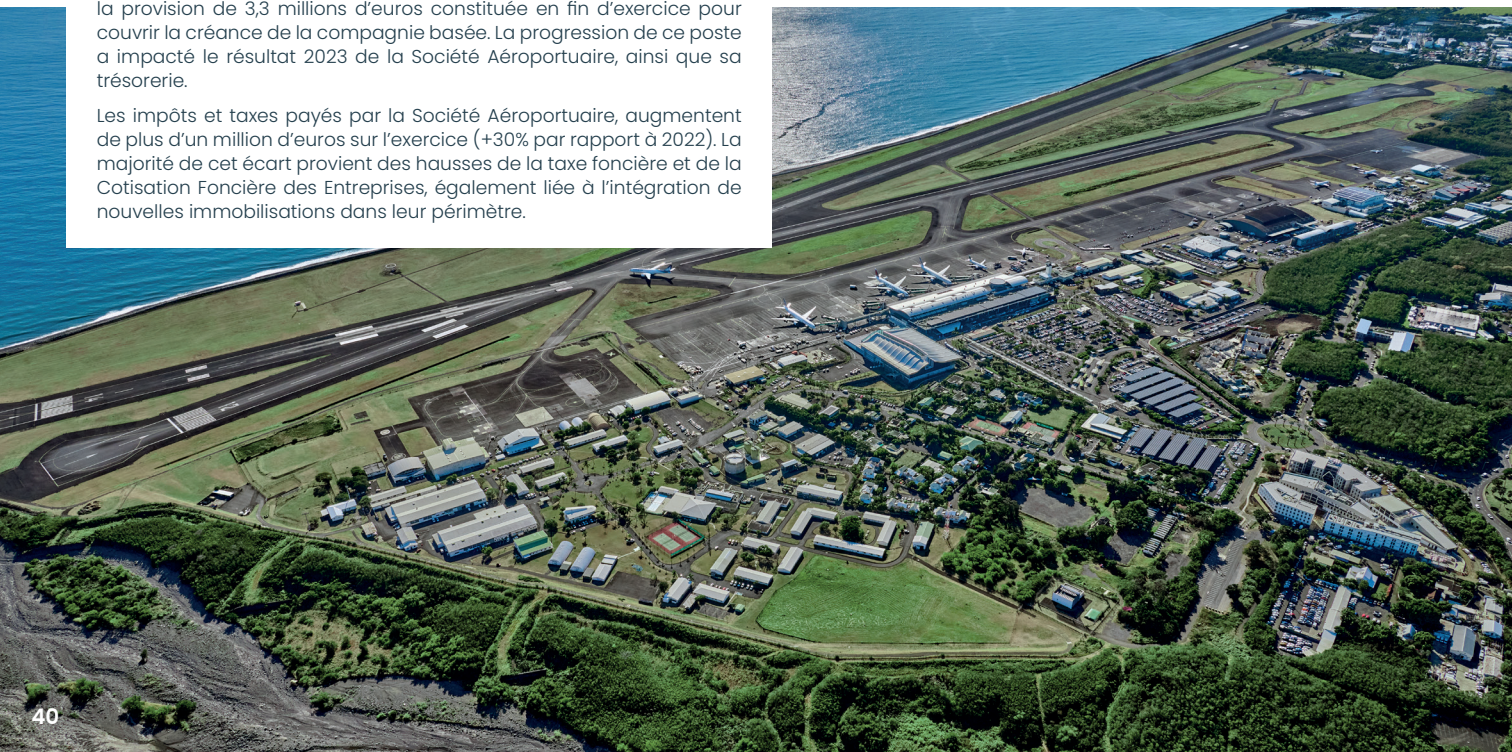 la provision de 3,3 millions d’euros constituée en fin d’exercice pour
couvrir la créance de la compagnie basée. La progression de ce poste
a impacté le résultat 2023 de la Société Aéroportuaire, ainsi que sa
trésorerie.
Les impôts et taxes payés par la Société Aéroportuaire, augmentent
de plus d’un million d’euros sur l’exercice (+30% par rapport à 2022). La
majorité de cet écart provient des hausses de la taxe foncière et de la
Cotisation Foncière des Entreprises, également liée à l’intégration de
nouvelles immobilisations dans leur périmètre.
40